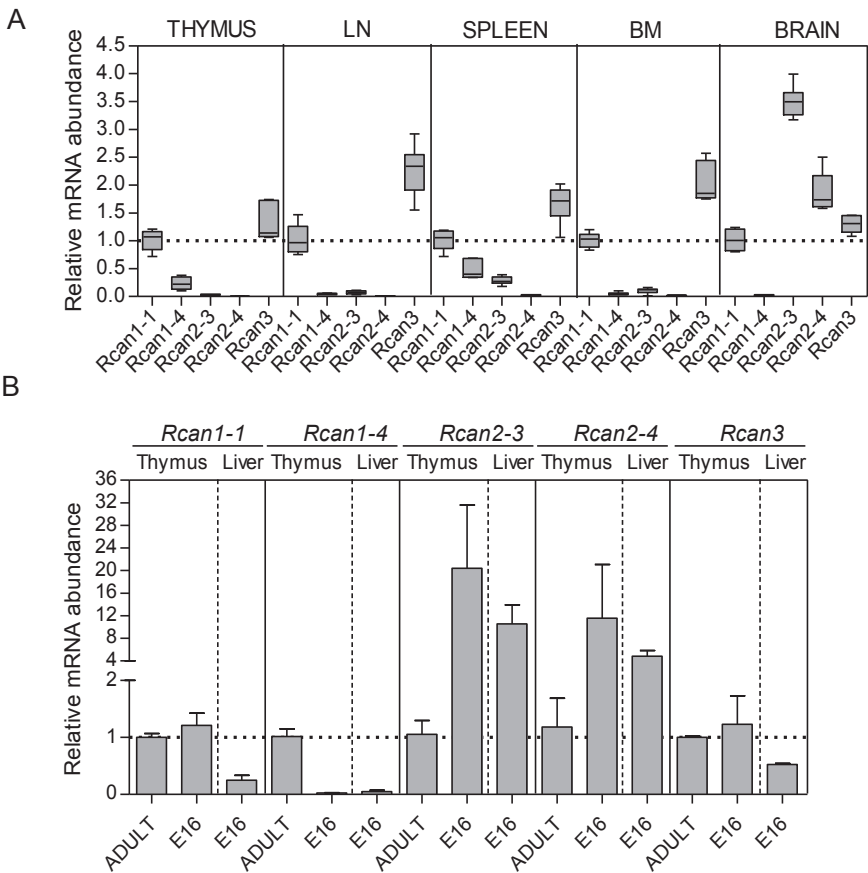 A
THYMUS LN SPLEEN BM BRAIN
Relative mRNA abundance
4.5
4.0
3.5
3.0
2.5
2.0
1.5
1.0
0.5
0.0
Rcan1-1 Rcan1-4 Rcan2-3 Rcan2-4 Rcan3 Rcan1-1 Rcan1-4 Rcan2-3 Rcan2-4 Rcan3 Rcan1-1 Rcan1-4 Rcan2-3 Rcan2-4 Rcan3 Rcan1-1 Rcan1-4 Rcan2-3 Rcan2-4 Rcan3 Rcan1-1 Rcan1-4 Rcan2-3 Rcan2-4 Rcan3
B
Rcan1-1 Rcan1-4 Rcan2-3 Rcan2-4 Rcan3
Thymus Liver Thymus Liver Thymus Liver Thymus Liver Thymus Liver
Relative mRNA abundance
36
32
28
24
20
16
12
8
4
2
1
0
ADULT E16 E16 ADULT E16 E16 ADULT E16 E16 ADULT E16 E16 ADULT E16 E16